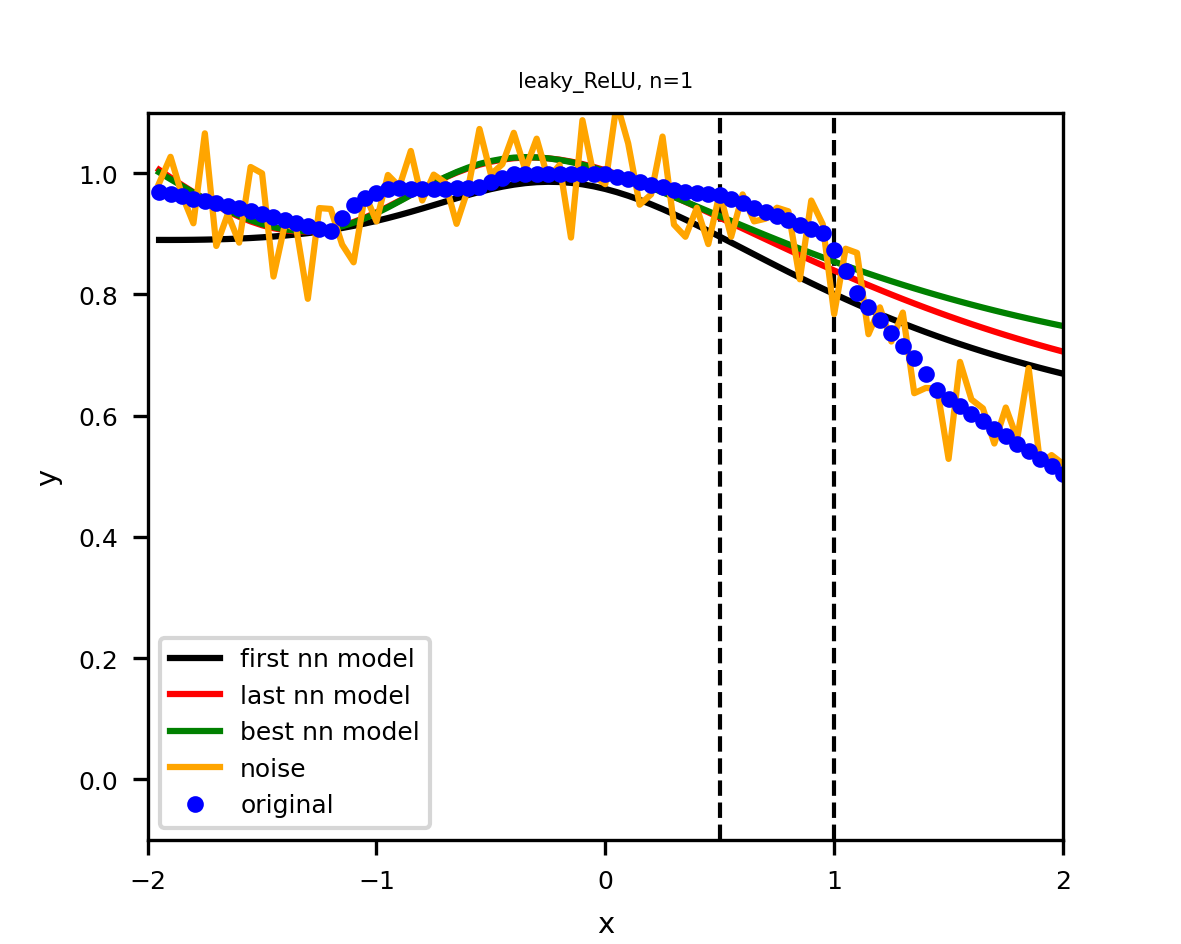 leaky_ReLU, n=1
1.0
0.8
0.6
0.4
0.2
0.0
y
first nn model
last nn model
best nn model
noise
original
−2
−1
0
1
2
x